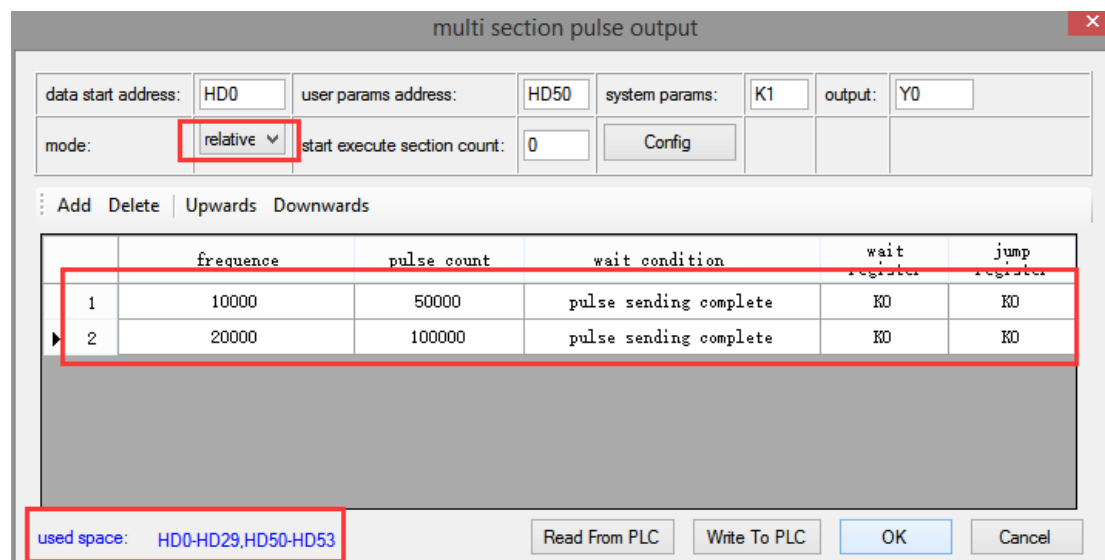 multi section pulse output
data start address: HD0 user params address: HD50 system params: K1 output: Y0
mode: relative start execute section count: 0 Config
Add Delete Upwards Downwards
frequence pulse count wait condition wait register jump register
1 10000 50000 pulse sending complete K0 K0
2 20000 100000 pulse sending complete K0 K0
used space: HD0-HD29,HD50-HD53 Read From PLC Write To PLC OK Cancel